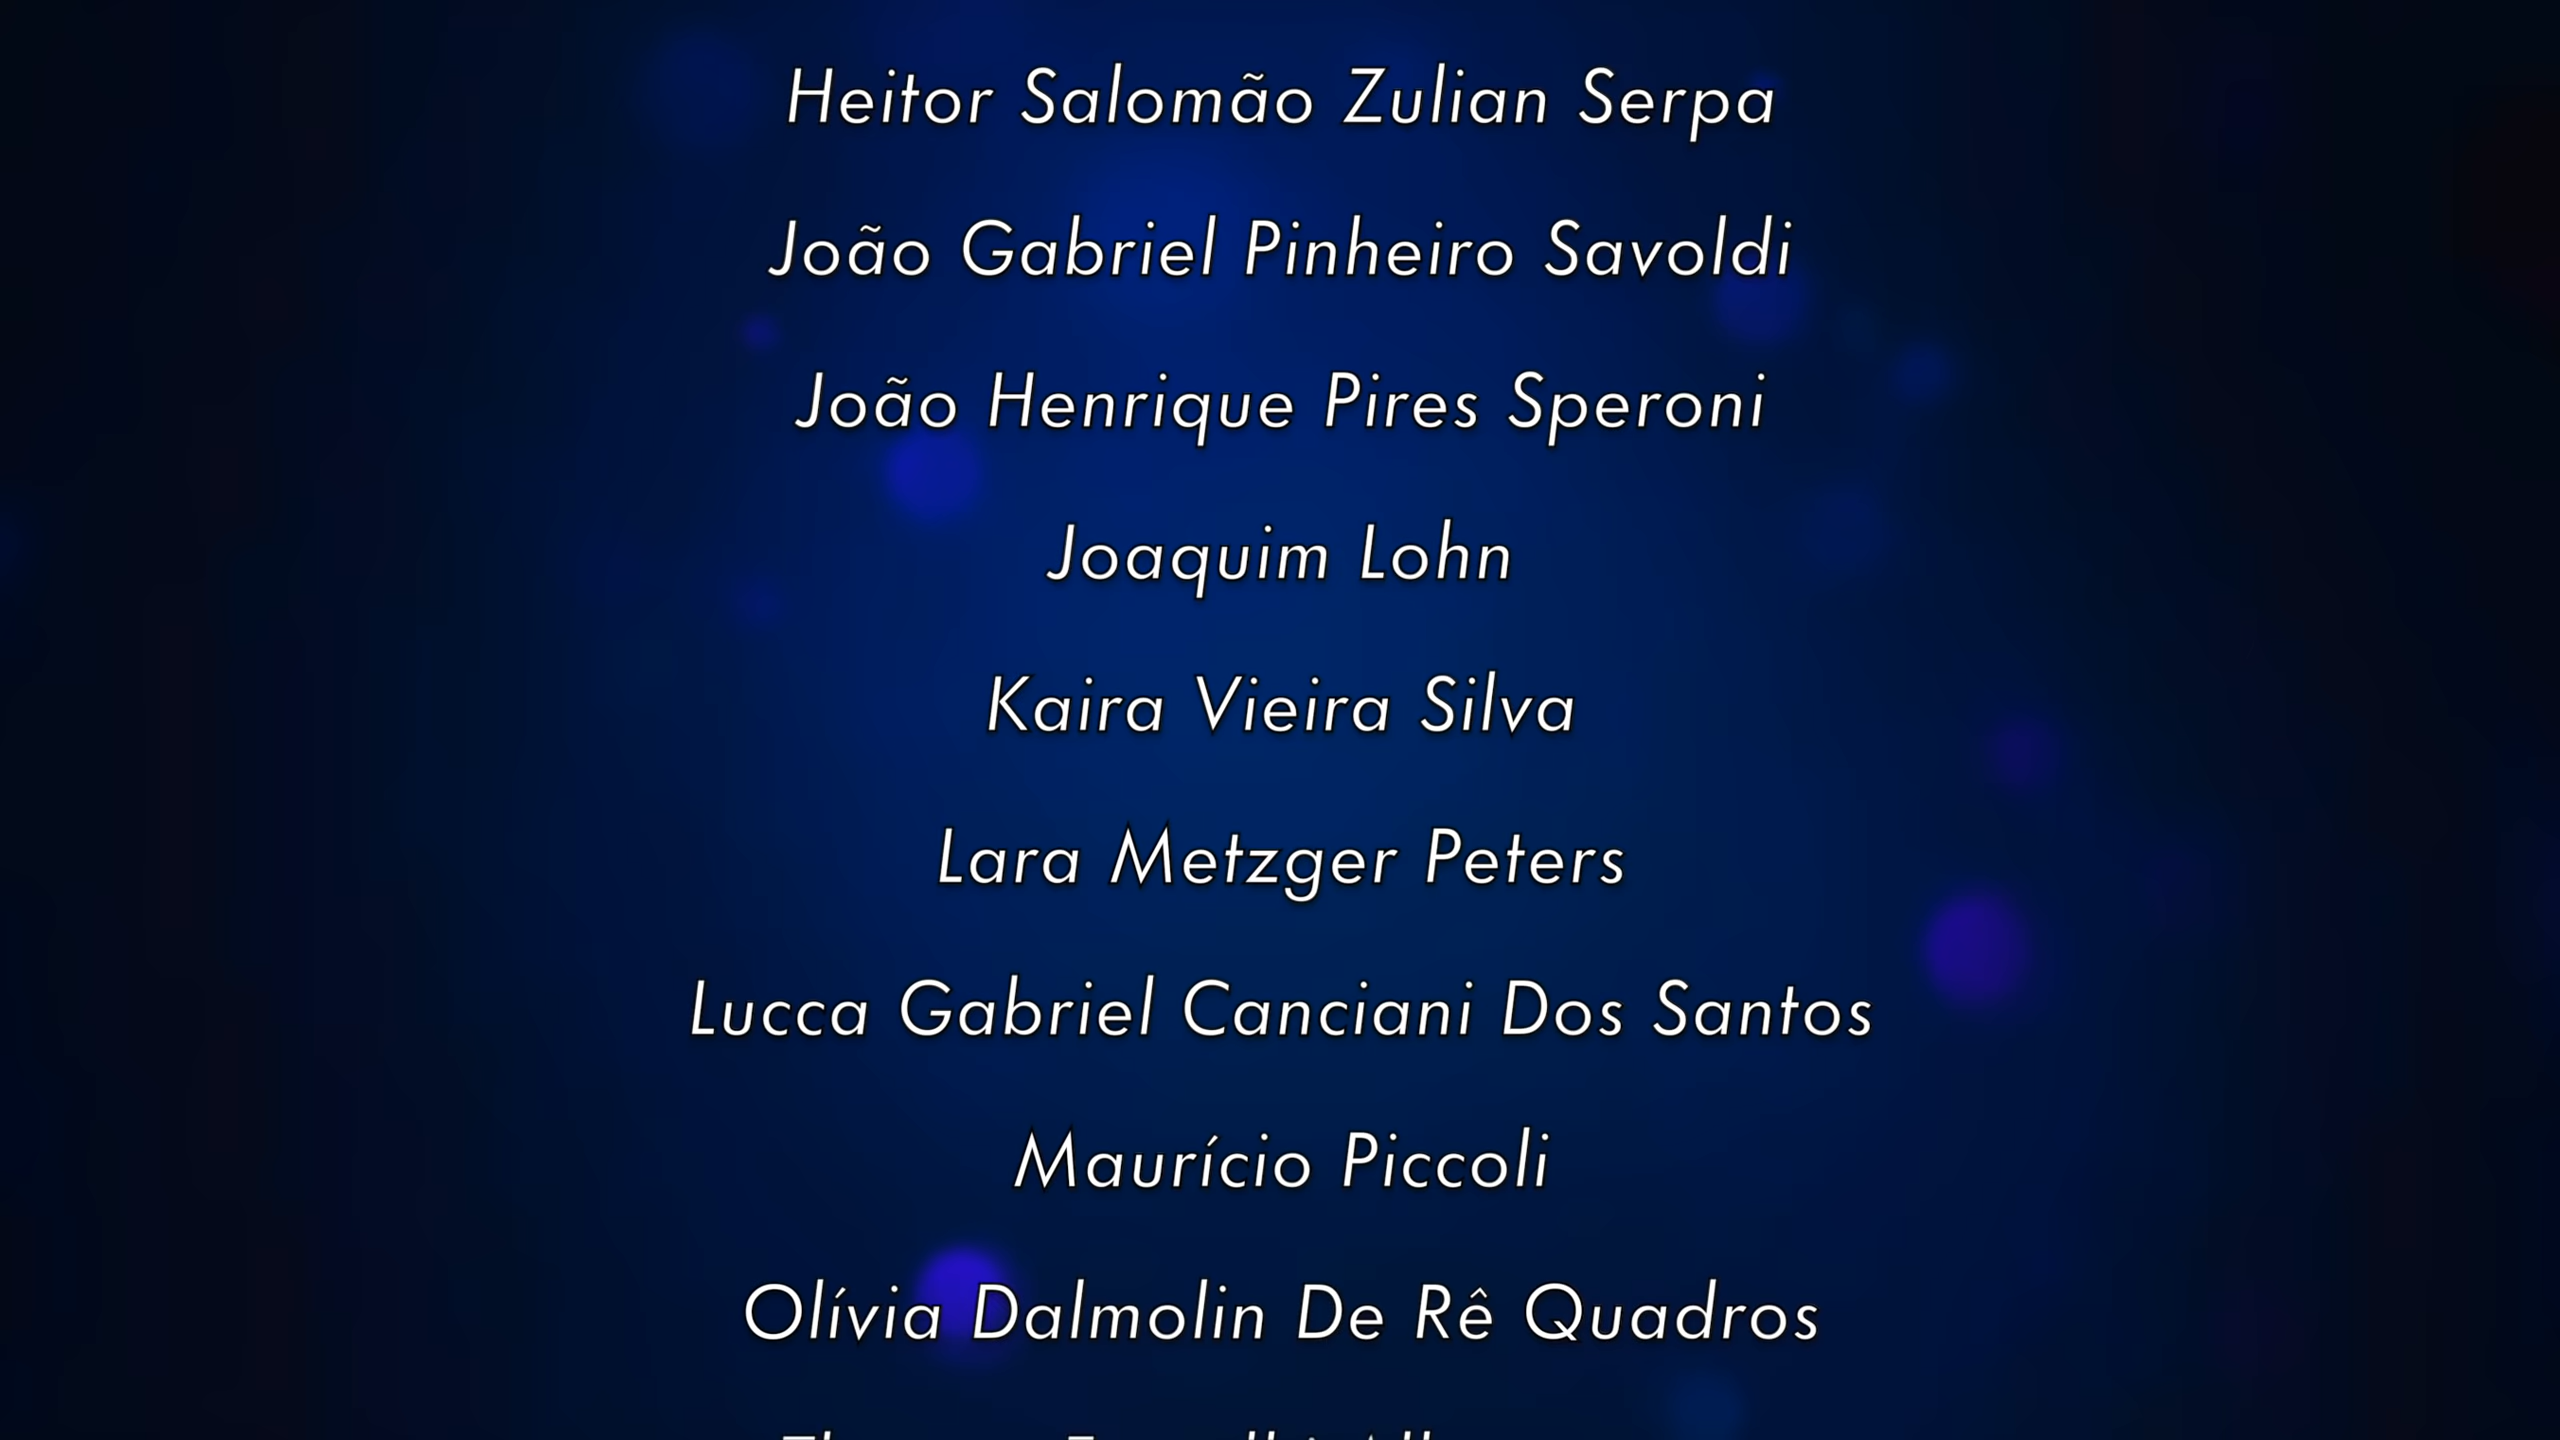 Heitor Salomão Zulian Serpa
João Gabriel Pinheiro Savoldi
João Henrique Pires Speroni
Joaquim Lohn
Kaira Vieira Silva
Lara Metzger Peters
Lucca Gabriel Canciani Dos Santos
Maurício Piccoli
Olívia Dalmolin De Rê Quadros